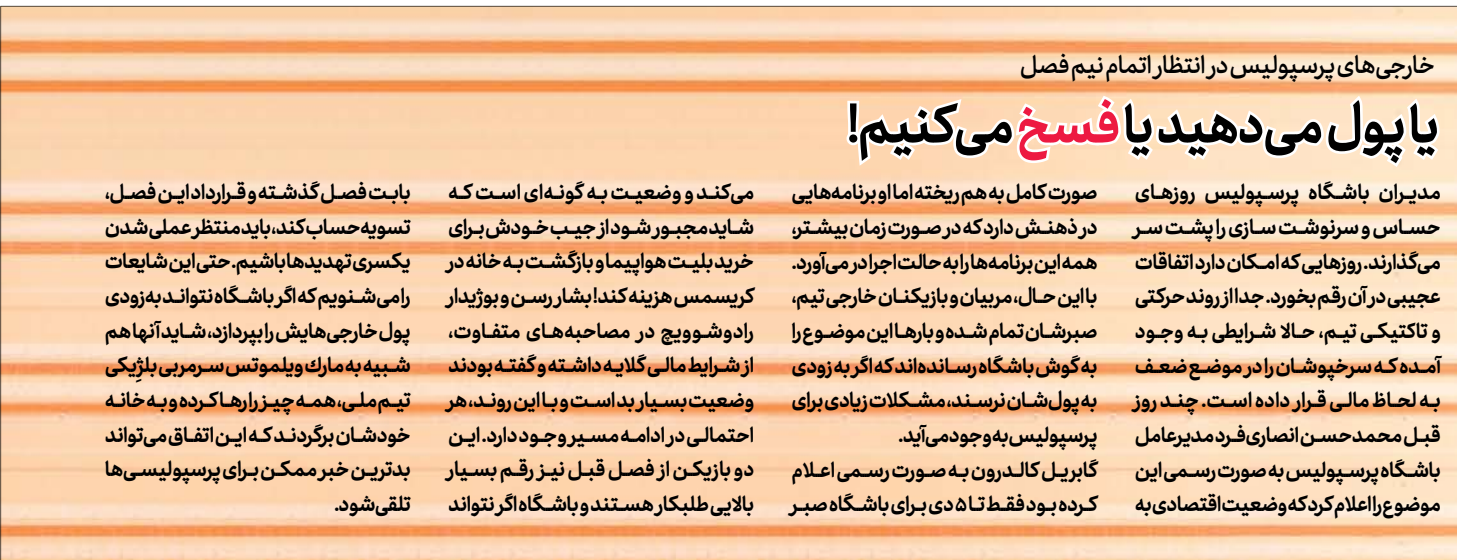 خارجی‌های پرسپولیس در انتظار اتمام نیم فصل
یا پول می‌دهید یا فسخ می‌کنیم!
مدیران باشگاه پرسپولیس روزهای
حساس و سرنوشت سازی را پشت سر
می‌گذارند. روزهایی که امکان دارد اتفاقات
عجیبی در آن رقم بخورد. جدا از روند حرکتی
و تاکتیکی تیم، حالا شرایطی به وجود
آمده که سرخپوشان را در موضع ضعف
به لحاظ مالی قرار داده است. چند روز
قبل محمدحسن انصاری‌فرد مدیرعامل
باشگاه پرسپولیس به صورت رسمی این
موضوع را اعلام کرد که وضعیت اقتصادی به
صورت کامل به هم ریخته اما او برنامه‌هایی
در ذهنش دارد که در صورت زمان بیشتر،
همه این برنامه‌ها را به حالت اجرا در می‌آورد.
با این حال، مربیان و بازیکنان خارجی تیم،
صبرشان تمام شده و بارها این موضوع را
به گوش باشگاه رسانده‌اند که اگر به زودی
به پول‌شان نرسند، مشکلات زیادی برای
پرسپولیس به وجود می‌آید.
گابریل کالدرون به صورت رسمی اعلام
کرده بود فقط تا ۵ دی برای باشگاه صبر
می‌کند و وضعیت به گونه‌ای است که
شاید مجبور شود از جیب خودش برای
خرید بلیت هواپیما و بازگشت به خانه در
کریسمس هزینه کند! بشار رسن و بوژیدار
رادوشوویچ در مصاحبه‌های متفاوت،
از شرایط مالی گلایه داشته و گفته بودند
وضعیت بسیار بد است و با این روند، هر
احتمالی در ادامه مسیر وجود دارد. این
دو بازیکن از فصل قبل نیز رقم بسیار
بالایی طلبکار هستند و باشگاه اگر نتواند
بابت فصل گذشته و قرارداد این فصل،
تسویه حساب کند، باید منتظر عملی شدن
یکسری تهدیدها باشیم. حتی این شایعات
را می‌شنویم که اگر باشگاه نتواند به زودی
پول خارجی‌هایش را بپردازد، شاید آنها هم
شبیه به مارك ویلموتس سرمربی بلژیکی
تیم ملی، همه چیز را رها کرده و به خانه
خودشان برگردند که این اتفاق می‌تواند
بدترین خبر ممکن برای پرسپولیسی‌ها
تلقی شود.